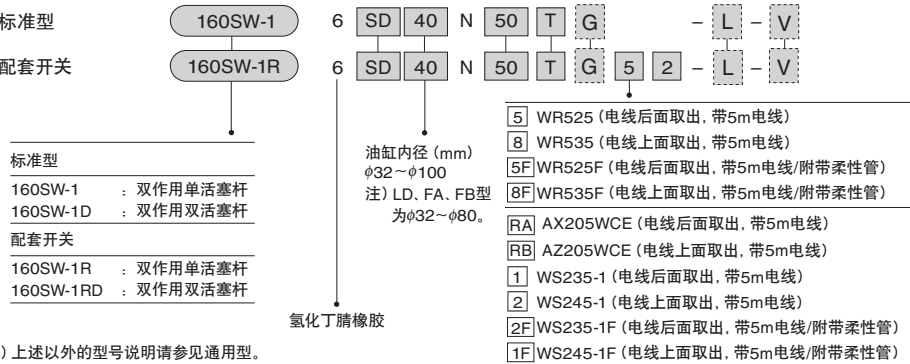 标准型 160SW-1 6 SD 40 N 50 T G - L - V
配套开关 160SW-1R 6 SD 40 N 50 T G 5 2 - L - V
标准型
160SW-1 : 双作用单活塞杆
160SW-1D : 双作用双活塞杆
配套开关
160SW-1R : 双作用单活塞杆
160SW-1RD : 双作用双活塞杆
氢化丁腈橡胶
油缸内径 (mm)
φ32~φ100
注) LD、FA、FB型
为φ32~φ80。
5 WR525 (电线后面取出, 带5m电线)
8 WR535 (电线上面取出, 带5m电线)
5F WR525F (电线后面取出, 带5m电线/附带柔性管)
8F WR535F (电线上面取出, 带5m电线/附带柔性管)
RA AX205WCE (电线后面取出, 带5m电线)
RB AZ205WCE (电线上面取出, 带5m电线)
1 WS235-1 (电线后面取出, 带5m电线)
2 WS245-1 (电线上面取出, 带5m电线)
2F WS235-1F (电线后面取出, 带5m电线/附带柔性管)
1F WS245-1F (电线上面取出, 带5m电线/附带柔性管)
) 上述以外的型号说明请参见通用型。